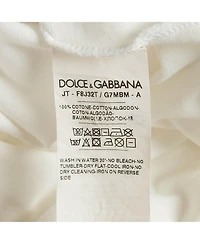 DOLCE & GABBANA
JT - F8J32T / G7MBM - A
100% COTONE-COTTON-ALGODON-
COTON-ALGODÃO-
WASH IN WATER 30°-NO BLEACH-NO
TUMBLER-DRY FLAT-COOL IRON-NO
DRY CLEANING-IRON ON REVERSE
SIDE